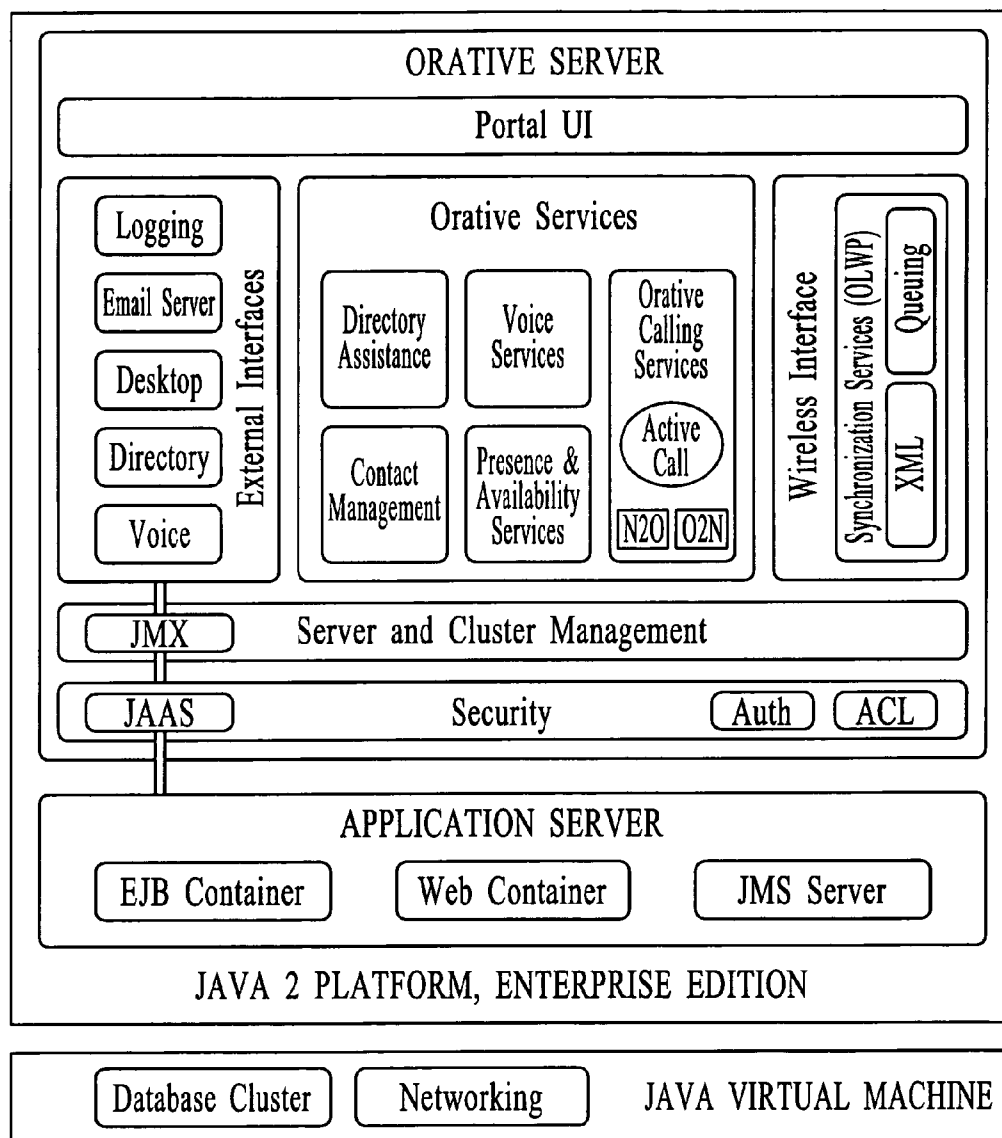 ORATIVE SERVER
Portal UI
Logging
Email Server
Desktop
Directory
Voice
External Interfaces
Orative Services
Directory
Assistance
Voice
Services
Orative
Calling
Services
Active
Call
N2O
O2N
Contact
Management
Presence &
Availability
Services
Wireless Interface
Synchronization Services (OLWP)
Queuing
XML
JMX
Server and Cluster Management
JAAS
Security
Auth
ACL
APPLICATION SERVER
EJB Container
Web Container
JMS Server
JAVA 2 PLATFORM, ENTERPRISE EDITION
Database Cluster
Networking
JAVA VIRTUAL MACHINE